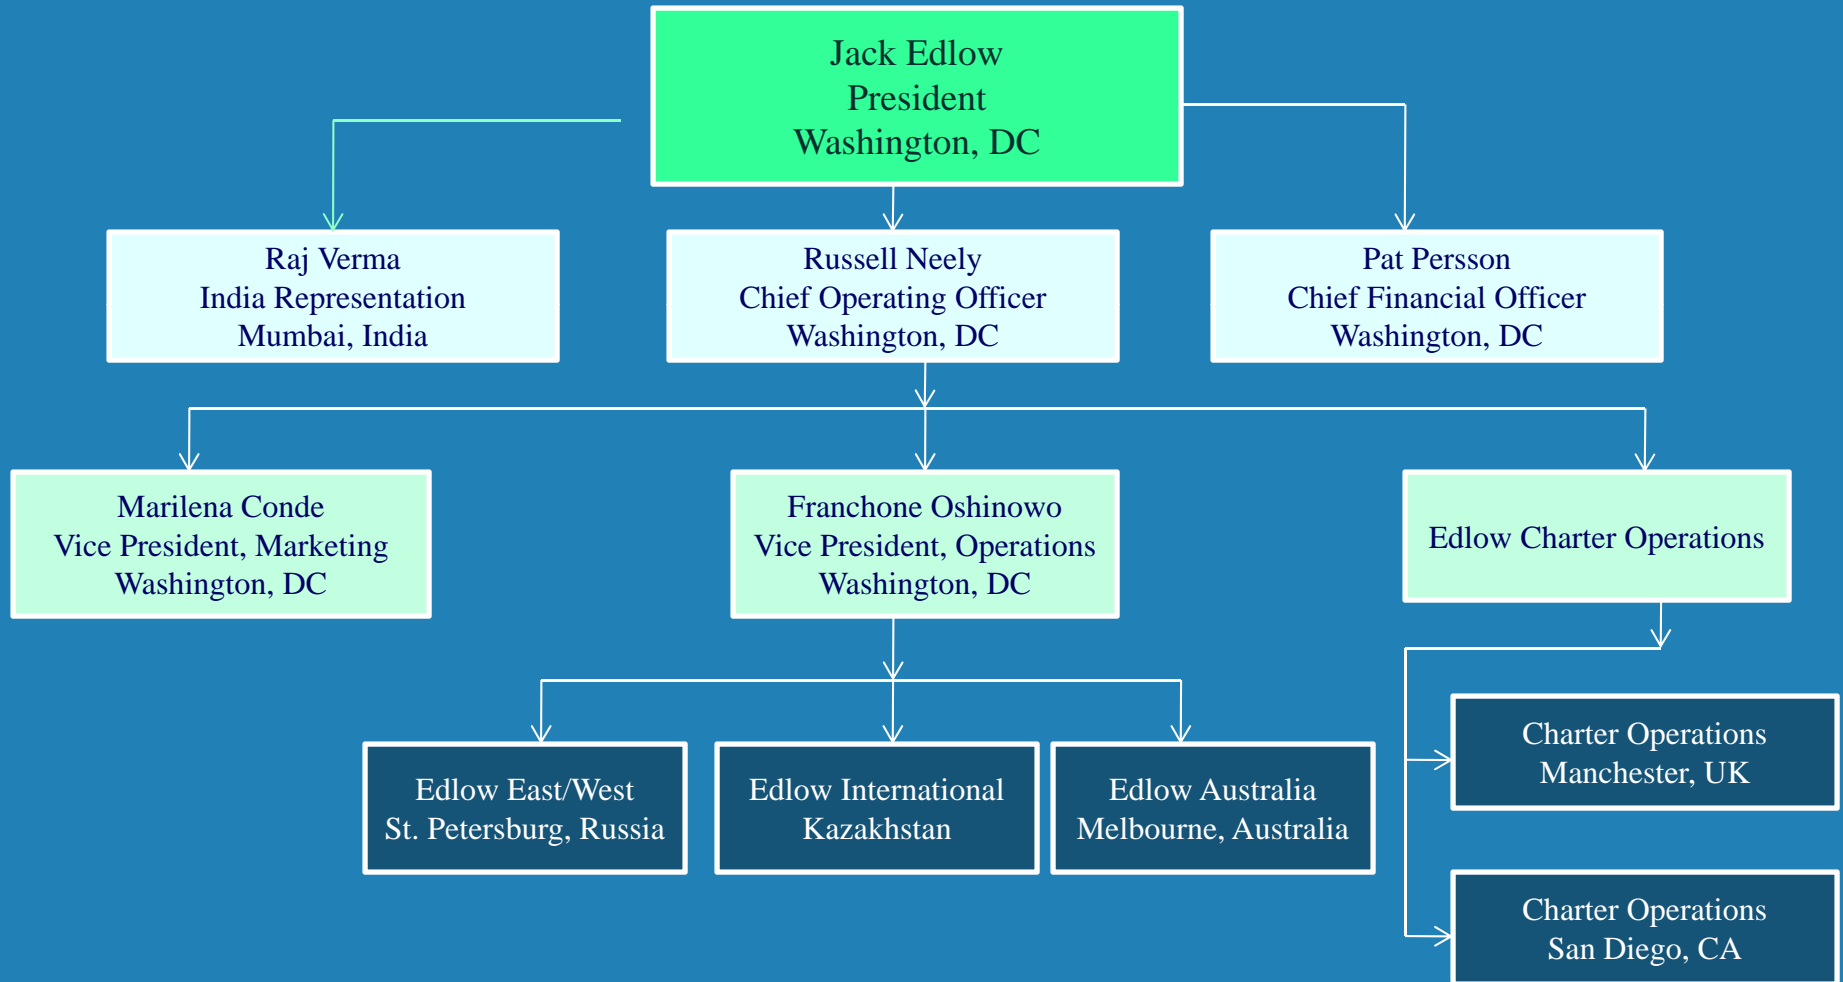 Jack Edlow
President
Washington, DC
Raj Verma
India Representation
Mumbai, India
Russell Neely
Chief Operating Officer
Washington, DC
Pat Persson
Chief Financial Officer
Washington, DC
Marilena Conde
Vice President, Marketing
Washington, DC
Franchone Oshinowo
Vice President, Operations
Washington, DC
Edlow Charter Operations
Edlow East/West
St. Petersburg, Russia
Edlow International
Kazakhstan
Edlow Australia
Melbourne, Australia
Charter Operations
Manchester, UK
Charter Operations
San Diego, CA